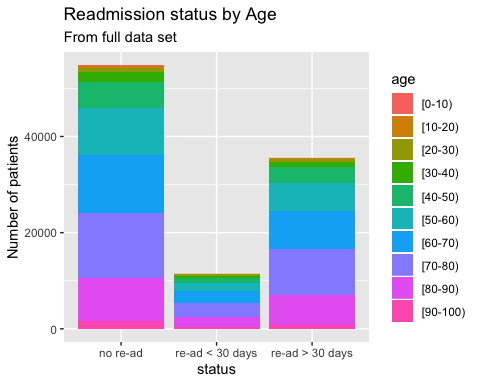 Readmission status by Age
From full data set
Number of patients
40000
20000
0
no re-ad
re-ad < 30 days
re-ad > 30 days
status
age
[0-10)
[10-20)
[20-30)
[30-40)
[40-50)
[50-60)
[60-70)
[70-80)
[80-90)
[90-100)